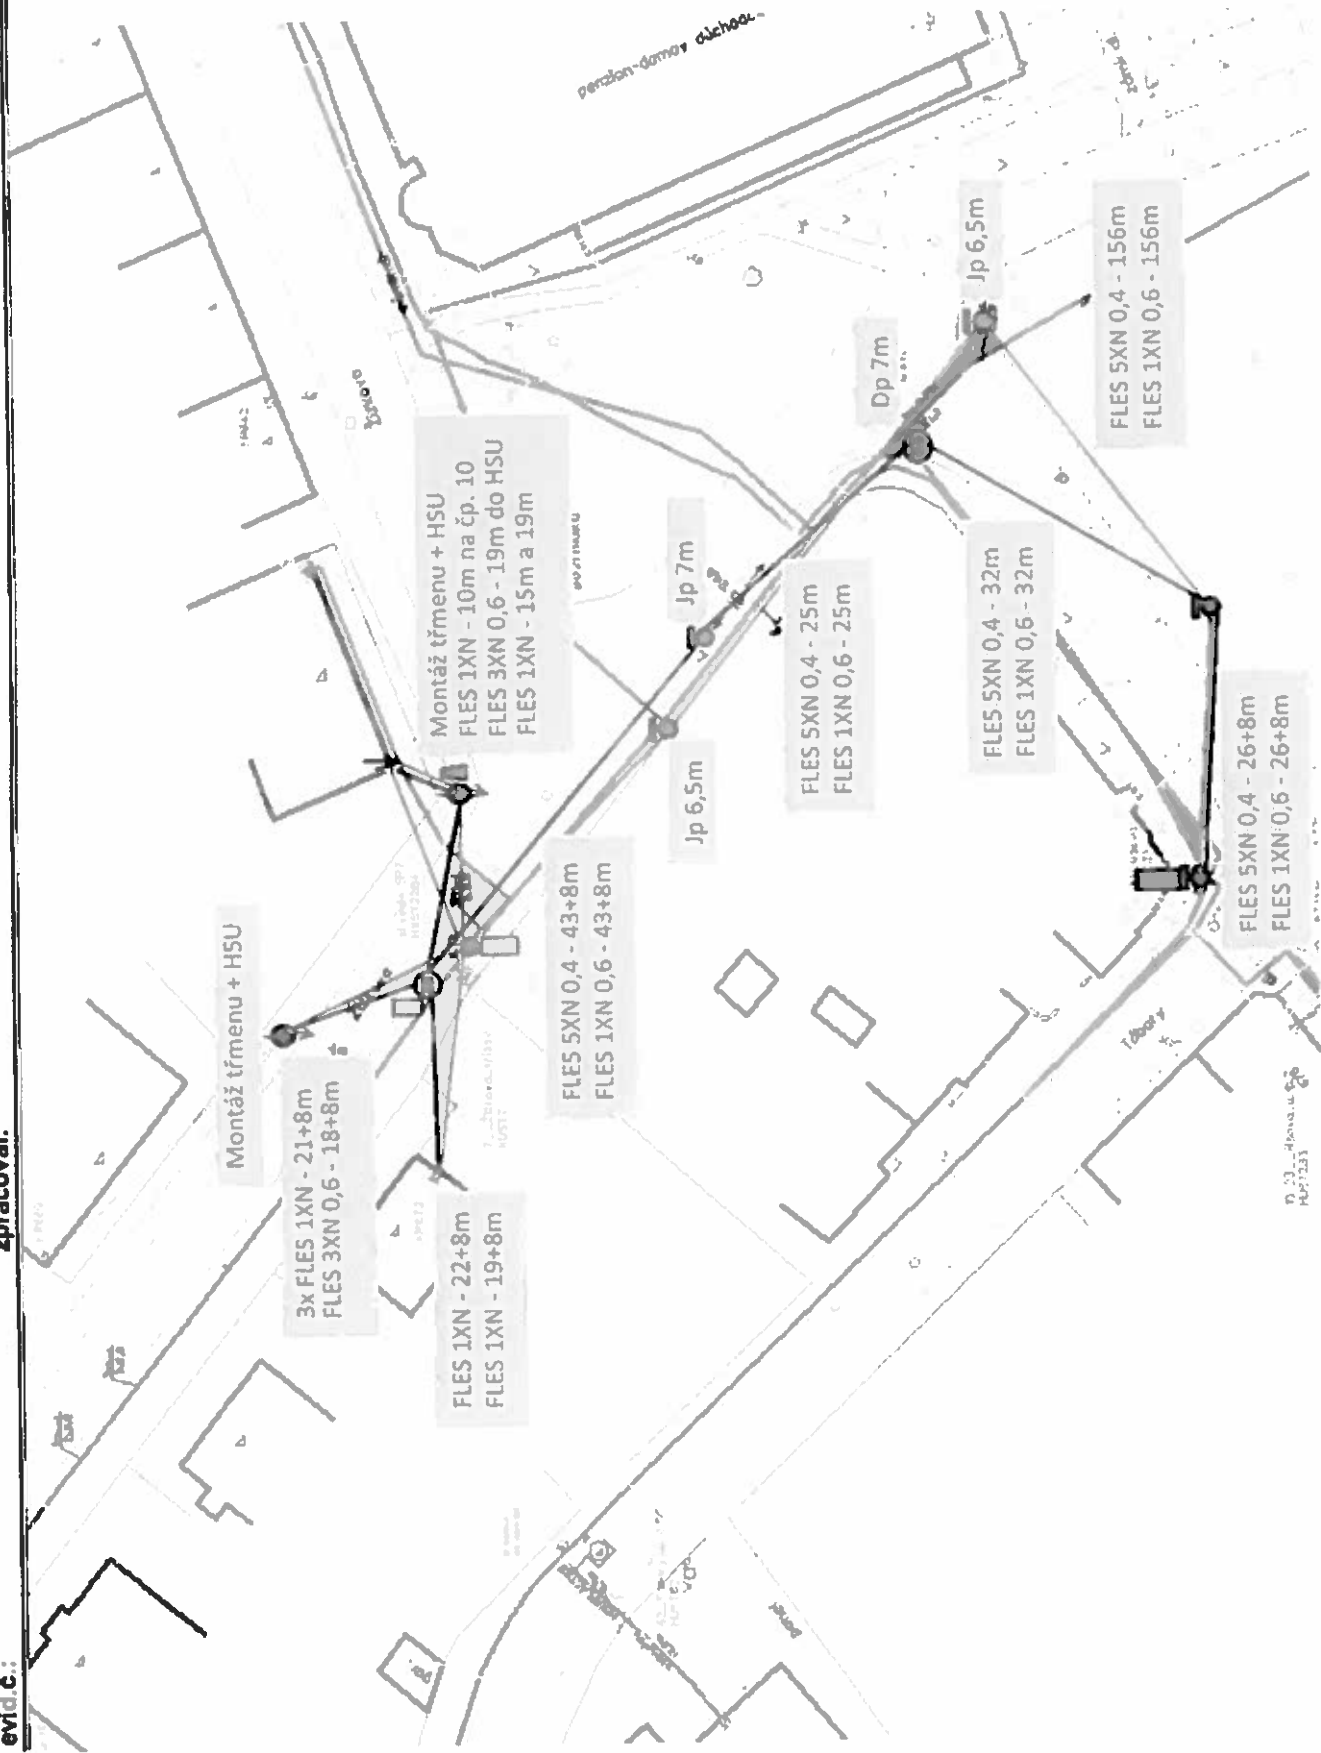 evid.č.:
zpracoval:
Montáž třmenu + HSU
3x FLES 1XN - 21+8m
FLES 3XN 0,6 - 18+8m
FLES 1XN - 22+8m
FLES 1XN - 19+8m
Montáž třmenu + HSU
FLES 1XN - 10m na čp. 10
FLES 3XN 0,6 - 19m do HSU
FLES 1XN - 15m a 19m
FLES 5XN 0,4 - 43+8m
FLES 1XN 0,6 - 43+8m
Jp 6,5m
Jp 7m
FLES 5XN 0,4 - 25m
FLES 1XN 0,6 - 25m
Dp 7m
Jp 6,5m
FLES 5XN 0,4 - 32m
FLES 1XN 0,6 - 32m
FLES 5XN 0,4 - 156m
FLES 1XN 0,6 - 156m
FLES 5XN 0,4 - 26+8m
FLES 1XN 0,6 - 26+8m
penzion-domov důchodc-
Tábory